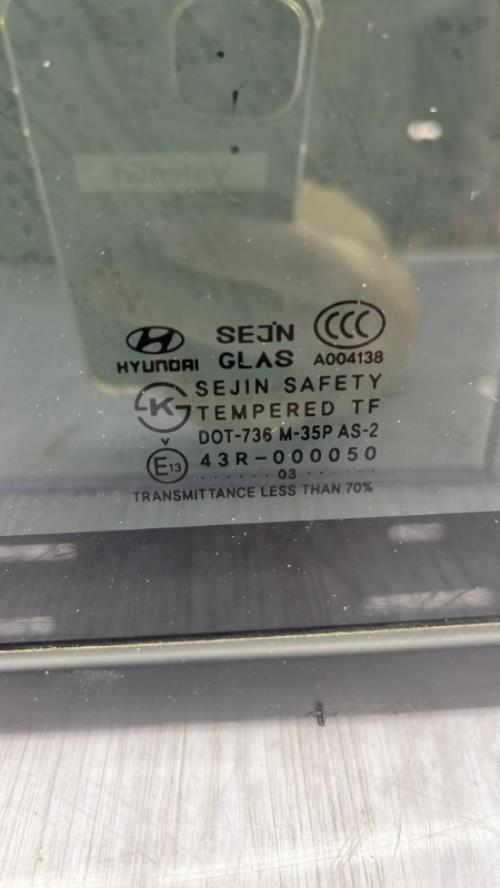 HYUNDAI
SEJIN
GLAS
CCC
A004138
K
SEJIN SAFETY
TEMPERED TF
DOT-736 M-35P AS-2
V
E13
43R-000050
. . . . . . 03 . . . . . .
TRANSMITTANCE LESS THAN 70%